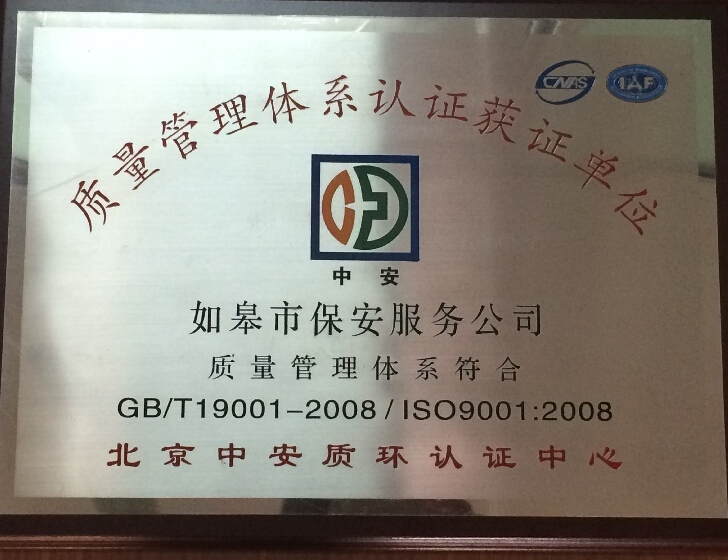 CNAS IAF
质量管理体系认证获证单位
中安
如皋市保安服务公司
质量管理体系符合
GB/T19001-2008/ISO9001:2008
北京中安质环认证中心